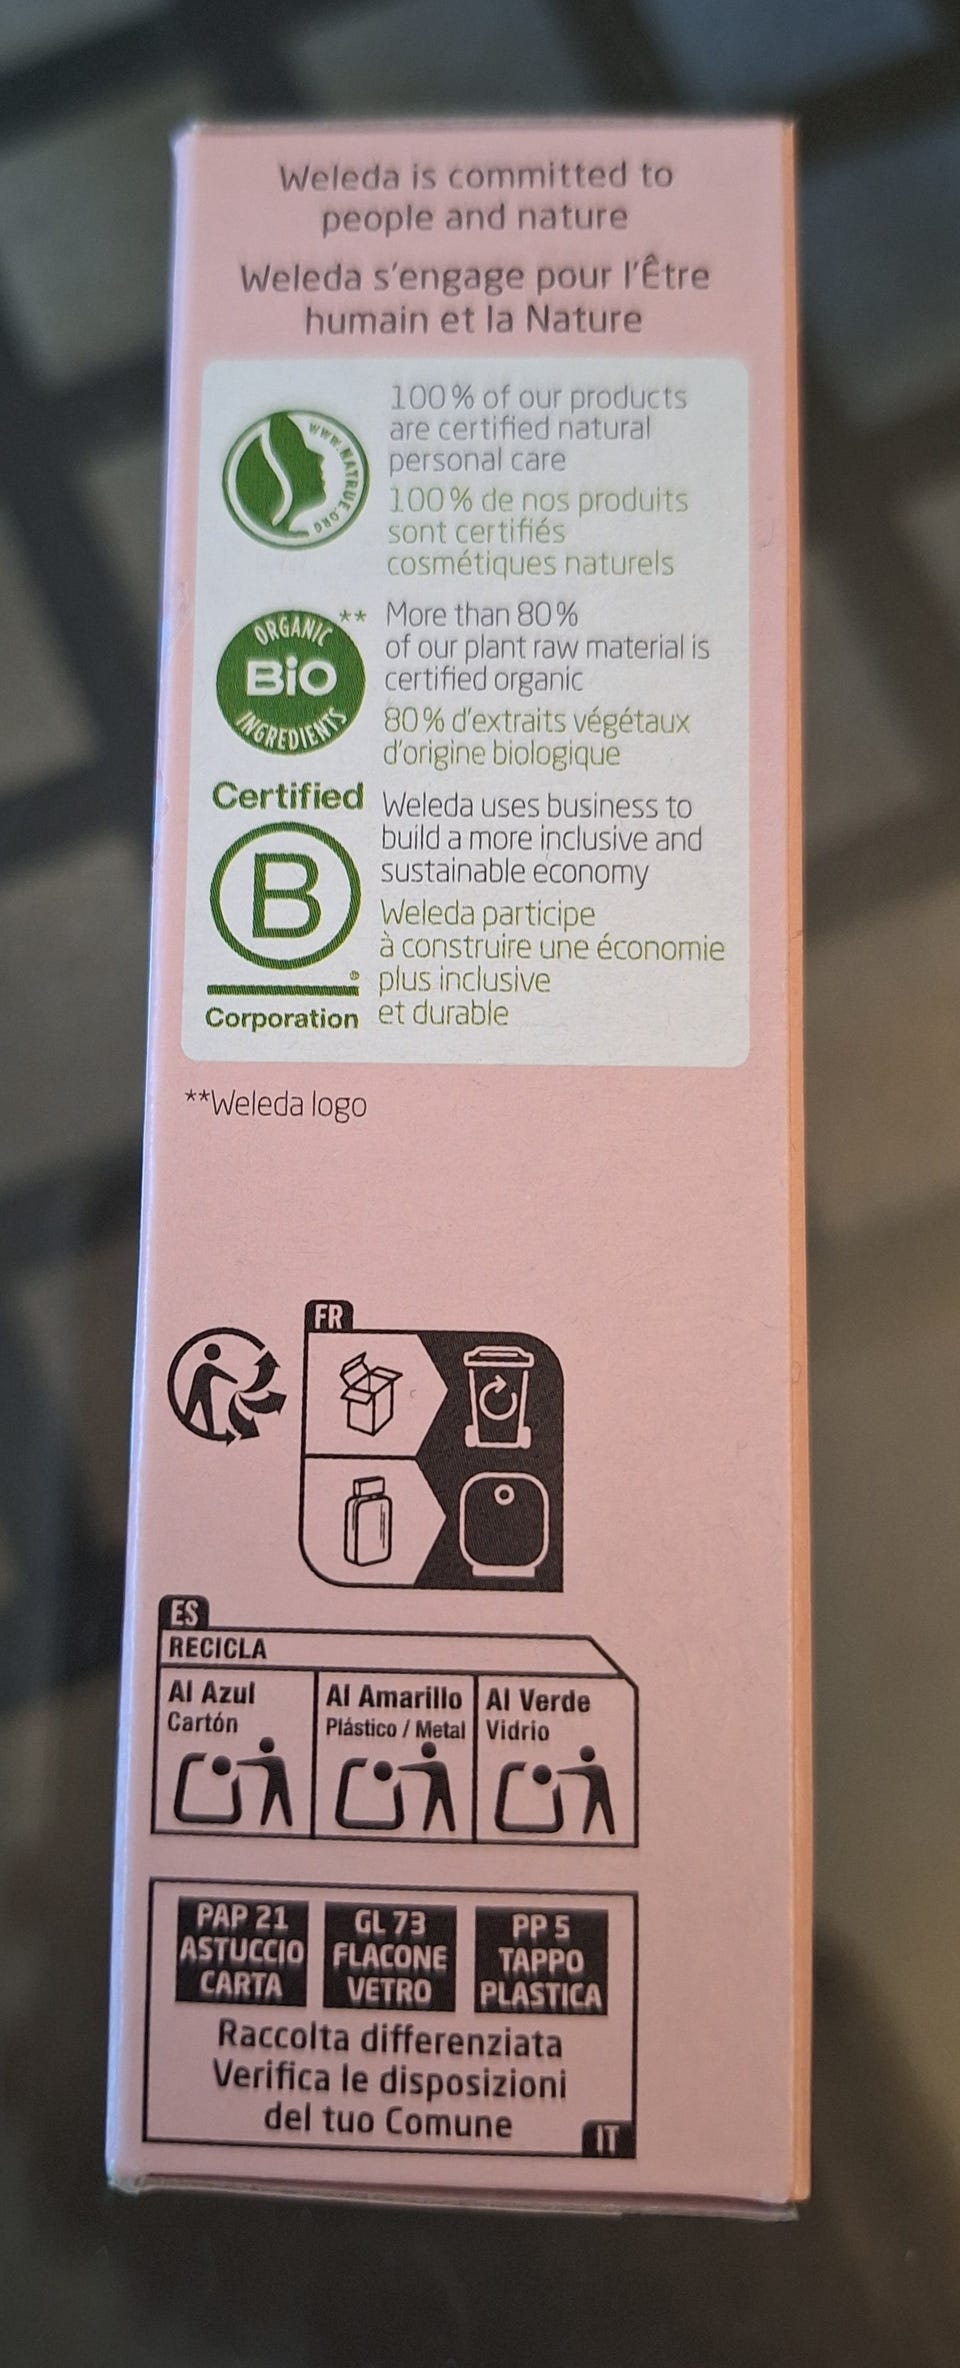 Weleda is committed to
people and nature
Weleda s'engage pour l'Être
humain et la Nature
WWW.NATRUE.ORG
100% of our products
are certified natural
personal care
100% de nos produits
sont certifiés
cosmétiques naturels
ORGANIC **
BiO
INGREDIENTS
More than 80%
of our plant raw material is
certified organic
80% d'extraits végétaux
d'origine biologique
Certified
B
®
Corporation
Weleda uses business to
build a more inclusive and
sustainable economy
Weleda participe
à construire une économie
plus inclusive
et durable
**Weleda logo
FR
ES
RECICLA
Al Azul
Cartón
Al Amarillo
Plástico / Metal
Al Verde
Vidrio
PAP 21
ASTUCCIO
CARTA
GL 73
FLACONE
VETRO
PP 5
TAPPO
PLASTICA
Raccolta differenziata
Verifica le disposizioni
del tuo Comune
IT